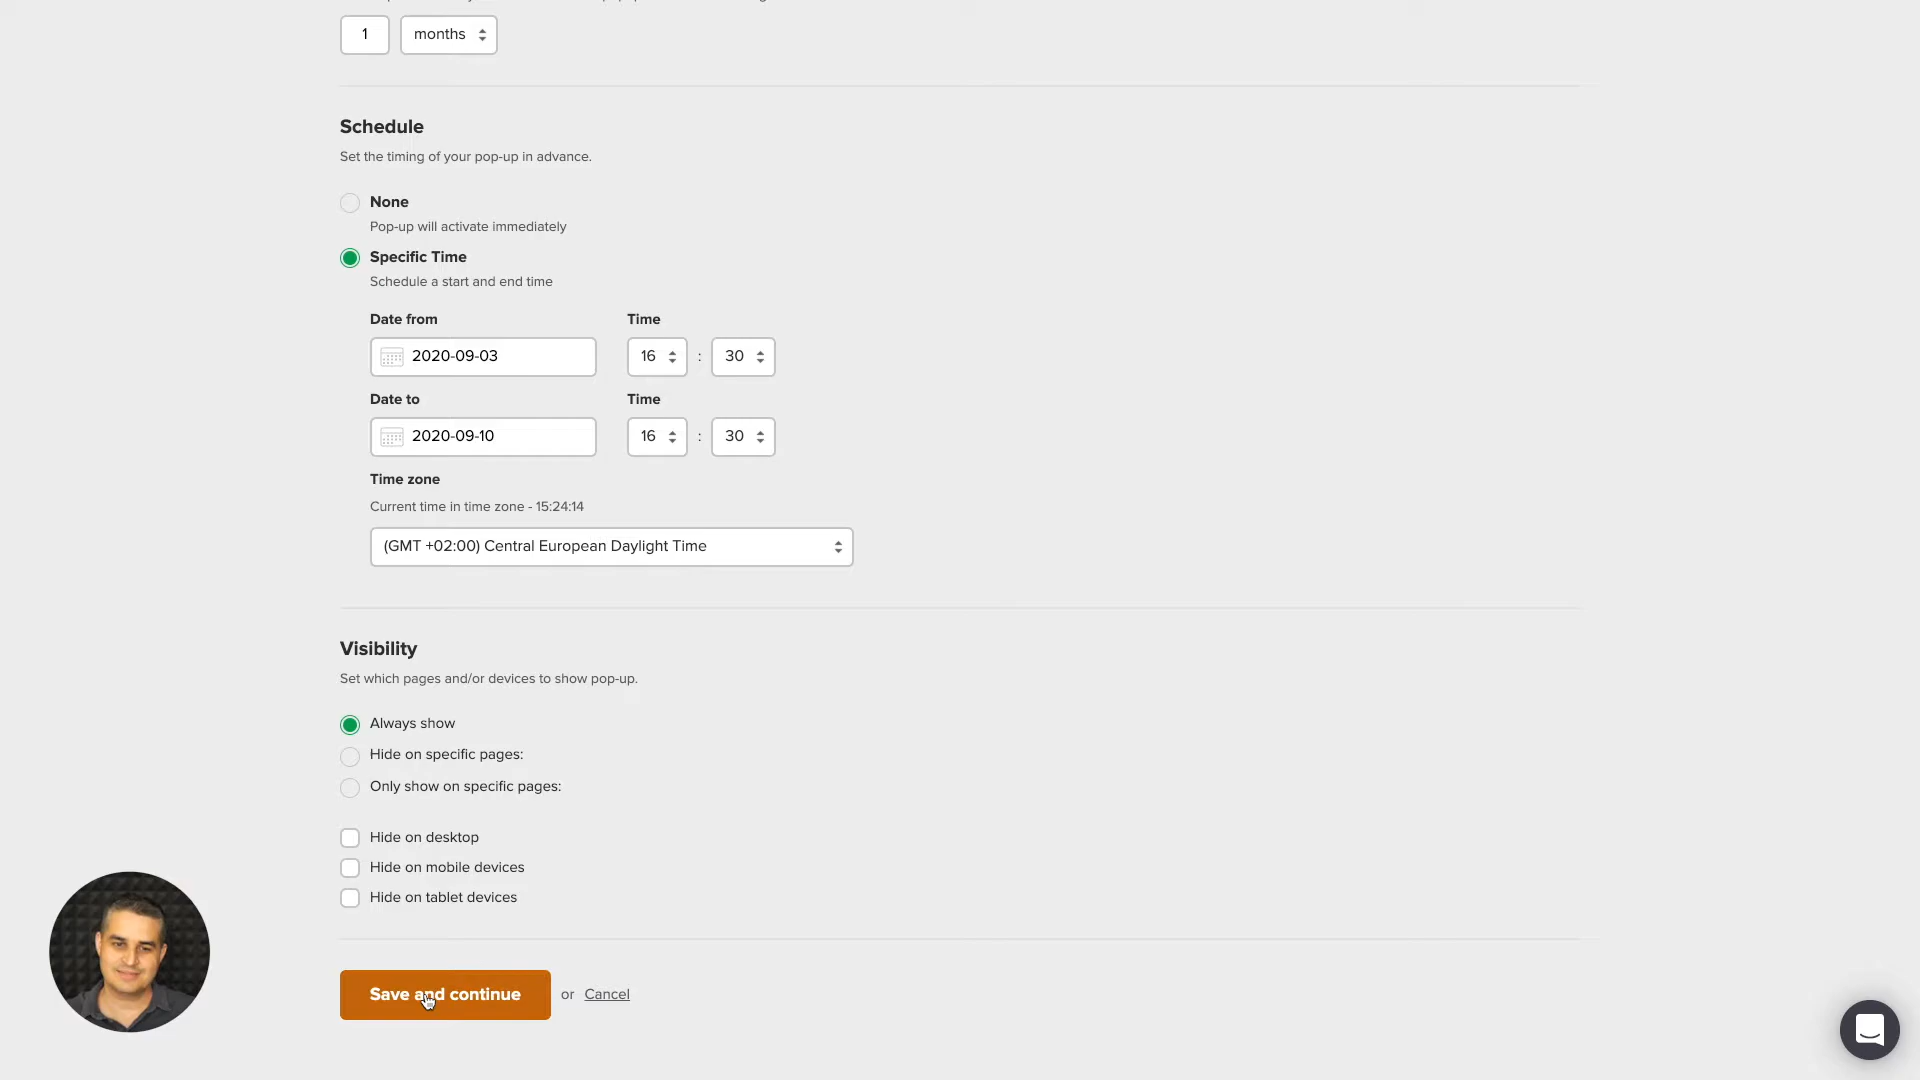 1 months
Schedule
Set the timing of your pop-up in advance.
None
Pop-up will activate immediately
Specific Time
Schedule a start and end time
Date from Time
2020-09-03 16 : 30
Date to Time
2020-09-10 16 : 30
Time zone
Current time in time zone - 15:24:14
(GMT +02:00) Central European Daylight Time
Visibility
Set which pages and/or devices to show pop-up.
Always show
Hide on specific pages:
Only show on specific pages:
Hide on desktop
Hide on mobile devices
Hide on tablet devices
Save and continue or Cancel